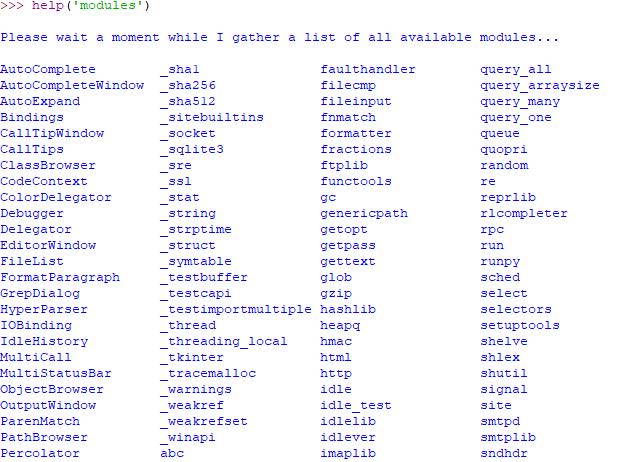 >>> help('modules')
Please wait a moment while I gather a list of all available modules...
AutoComplete _sha1 faulthandler query_all
AutoCompleteWindow _sha256 filecmp query_arraysize
AutoExpand _sha512 fileinput query_many
Bindings _sitebuiltins fnmatch query_one
CallTipWindow _socket formatter queue
CallTips _sqlite3 fractions quopri
ClassBrowser _sre ftplib random
CodeContext _ssl functools re
ColorDelegator _stat gc reprlib
Debugger _string genericpath rlcompleter
Delegator _strptime getopt rpc
EditorWindow _struct getpass run
FileList _symtable gettext runpy
FormatParagraph _testbuffer glob sched
GrepDialog _testcapi gzip select
HyperParser _testimportmultiple hashlib selectors
IOBinding _thread heapq setuptools
IdleHistory _threading_local hmac shelve
MultiCall _tkinter html shlex
MultiStatusBar _tracemalloc http shutil
ObjectBrowser _warnings idle signal
OutputWindow _weakref idle_test site
ParenMatch _weakrefset idlelib smtpd
PathBrowser _winapi idlever smtplib
Percolator abc imaplib sndhdr